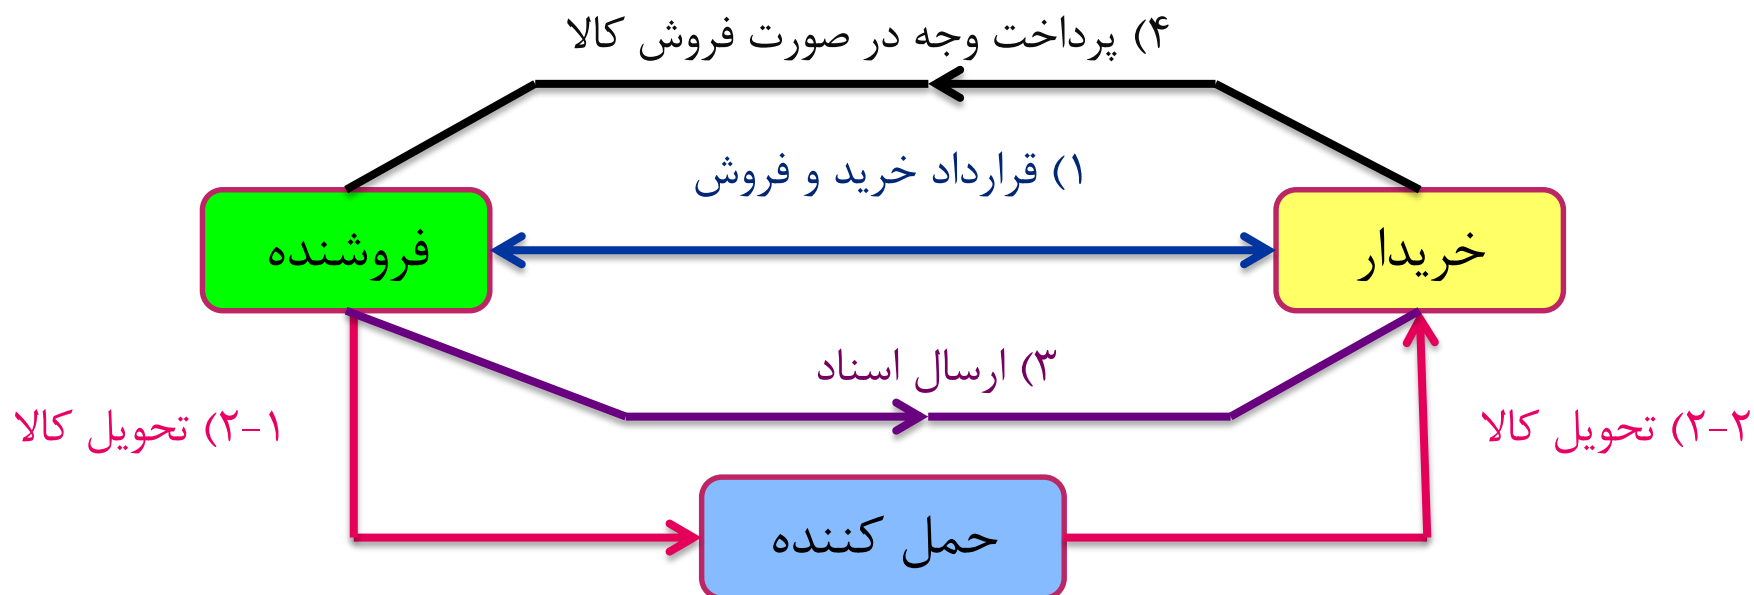 ۴) پرداخت وجه در صورت فروش کالا
۱) قرارداد خرید و فروش
خریدار
فروشنده
۳) ارسال اسناد
۲-۲) تحویل کالا
۲-۱) تحویل کالا
حمل کننده